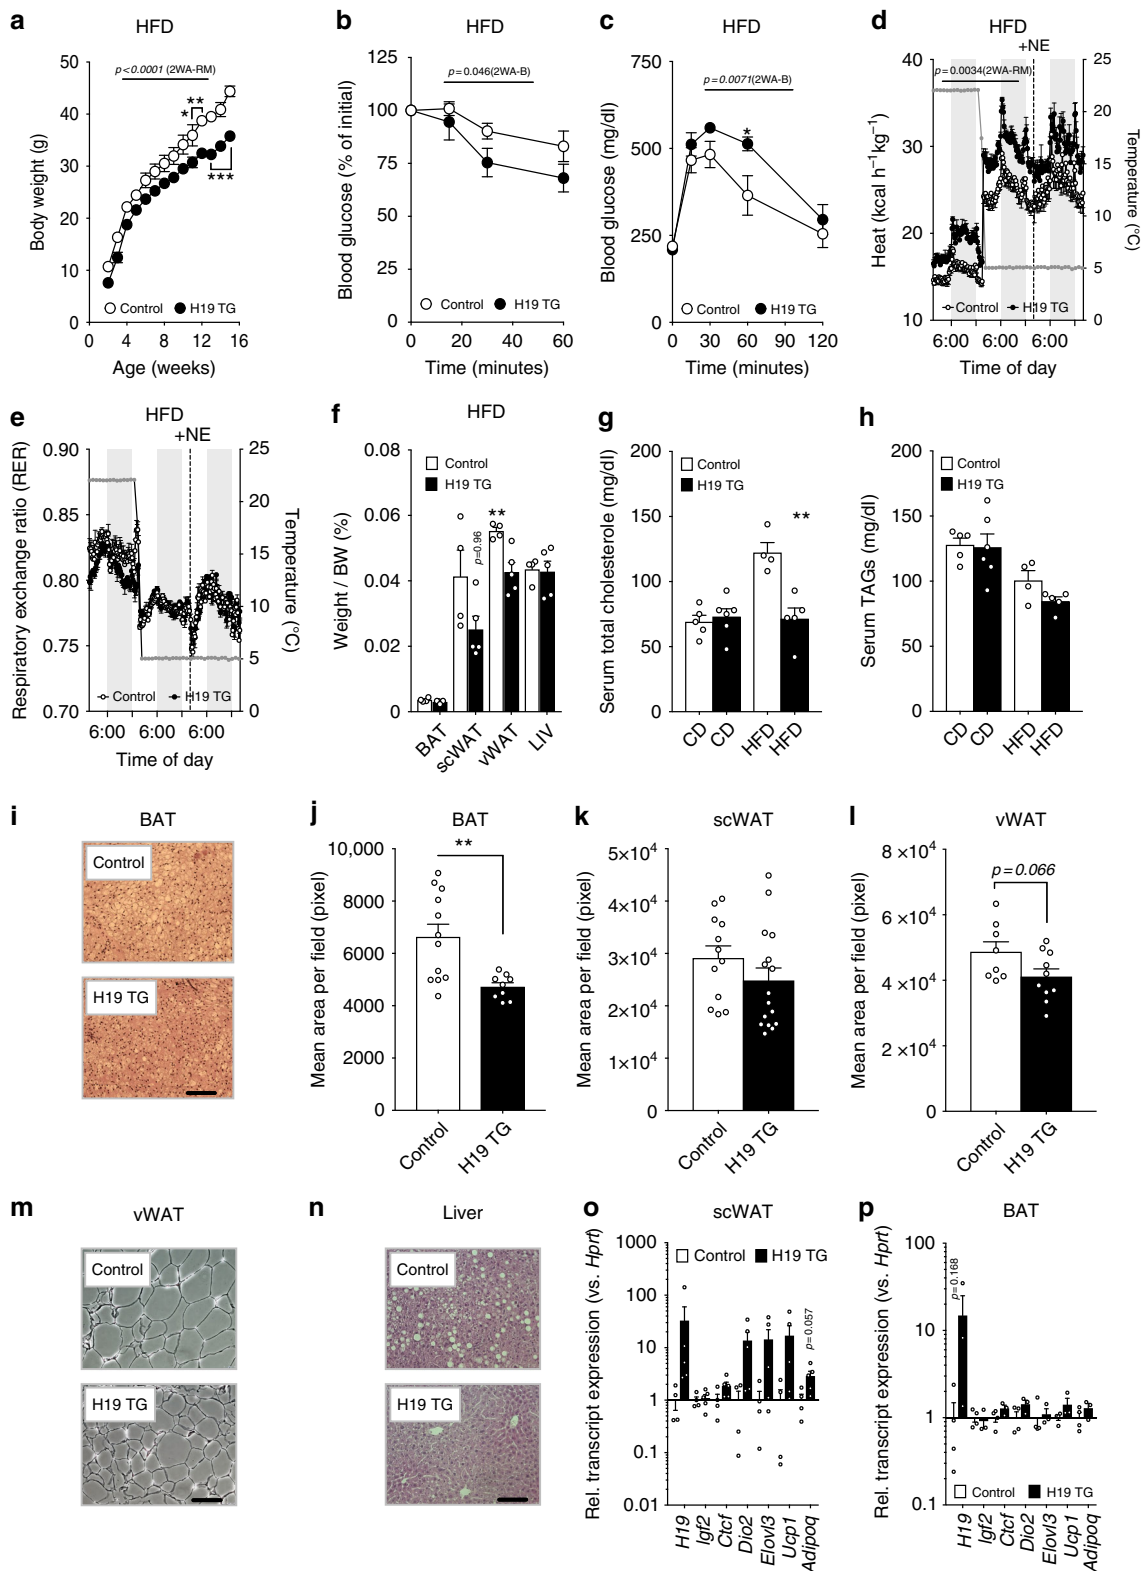 a
HFD
p<0.0001 (2WA-RM)
**
*
***
Body weight (g)
50
40
30
20
10
0
Control H19 TG
0 4 8 12 16
Age (weeks)
b
HFD
p=0.046(2WA-B)
Blood glucose (% of initial)
125
100
75
50
25
0
Control H19 TG
0 20 40 60
Time (minutes)
c
HFD
p=0.0071(2WA-B)
*
Blood glucose (mg/dl)
750
500
250
0
Control H19 TG
0 30 60 90 120
Time (minutes)
d
HFD
+NE
p=0.0034(2WA-RM)
Heat (kcal h⁻¹kg⁻¹)
40
30
20
10
Temperature (°C)
25
20
15
10
5
0
Control H19 TG
6:00 6:00 6:00
Time of day
e
HFD
+NE
Respiratory exchange ratio (RER)
0.90
0.85
0.80
0.75
0.70
Temperature (°C)
25
20
15
10
5
0
Control H19 TG
6:00 6:00 6:00
Time of day
f
HFD
Control
H19 TG
**
p=0.96
Weight / BW (%)
0.08
0.06
0.04
0.02
0
BAT scWAT vWAT LIV
g
Control
H19 TG
**
Serum total cholesterole (mg/dl)
200
150
100
50
0
CD CD HFD HFD
h
Control
H19 TG
Serum TAGs (mg/dl)
200
150
100
50
0
CD CD HFD HFD
i
BAT
Control
H19 TG
j
BAT
**
Mean area per field (pixel)
10,000
8000
6000
4000
2000
0
Control H19 TG
k
scWAT
Mean area per field (pixel)
5×10⁴
4×10⁴
3×10⁴
2×10⁴
1×10⁴
0
Control H19 TG
l
vWAT
p=0.066
Mean area per field (pixel)
8 ×10⁴
6 ×10⁴
4 ×10⁴
2 ×10⁴
0
Control H19 TG
m
vWAT
Control
H19 TG
n
Liver
Control
H19 TG
o
scWAT
Control H19 TG
p=0.057
Rel. transcript expression (vs. Hprt)
1000
100
10
1
0.1
0.01
H19 Igf2 Ctcf Dio2 Elovl3 Ucp1 Adipoq
p
BAT
p=0.168
Rel. transcript expression (vs. Hprt)
100
10
1
0.1
Control H19 TG
H19 Igf2 Ctcf Dio2 Elovl3 Ucp1 Adipoq